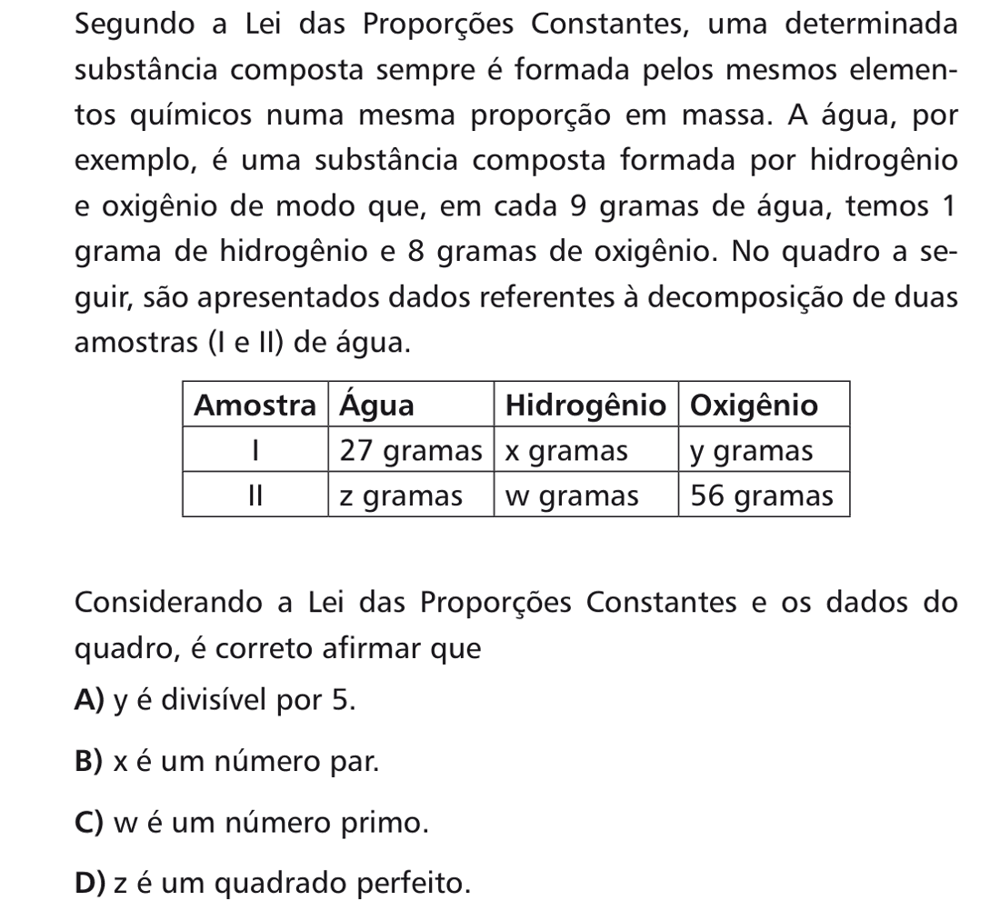 Segundo a Lei das Proporções Constantes, uma determinada
substância composta sempre é formada pelos mesmos elemen-
tos químicos numa mesma proporção em massa. A água, por
exemplo, é uma substância composta formada por hidrogênio
e oxigênio de modo que, em cada 9 gramas de água, temos 1
grama de hidrogênio e 8 gramas de oxigênio. No quadro a se-
guir, são apresentados dados referentes à decomposição de duas
amostras (I e II) de água.
Amostra Água Hidrogênio Oxigênio
I 27 gramas x gramas y gramas
II z gramas w gramas 56 gramas
Considerando a Lei das Proporções Constantes e os dados do
quadro, é correto afirmar que
A) y é divisível por 5.
B) x é um número par.
C) w é um número primo.
D) z é um quadrado perfeito.